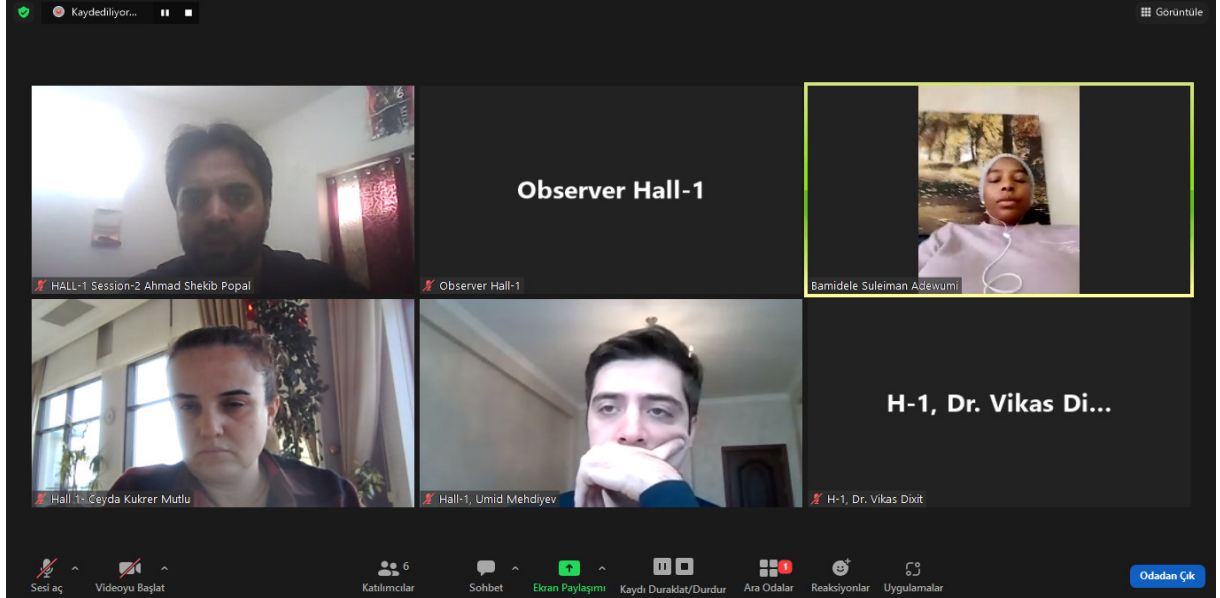 Kaydediliyor...
Görüntüle
HALL-1 Session-2 Ahmad Shekib Popal
Observer Hall-1
Observer Hall-1
Bamidele Suleiman Adewumi
Hall 1- Ceyda Kukrer Mutlu
Hall-1, Umid Mehdiyev
H-1, Dr. Vikas Di...
H-1, Dr. Vikas Dixit
Sesi aç
Videoyu Başlat
6
Katılımcılar
Sohbet
Ekran Paylaşımı
Kaydı Duraklat/Durdur
1
Ara Odalar
Reaksiyonlar
Uygulamalar
Odadan Çık